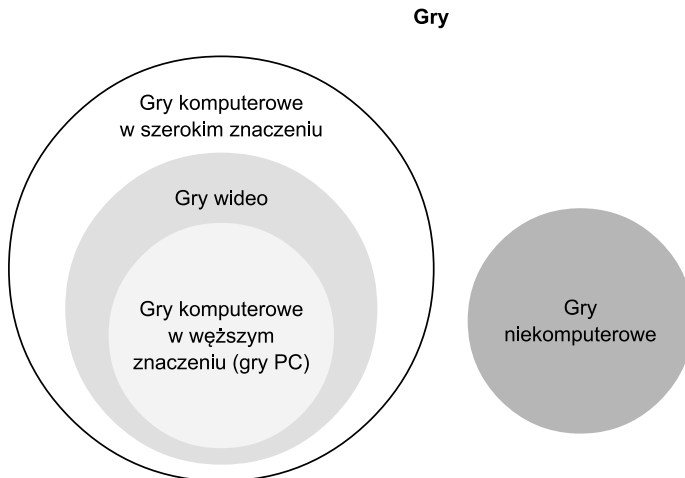 Gry
Gry komputerowe
w szerokim znaczeniu
Gry wideo
Gry komputerowe
w węższym
znaczeniu (gry PC)
Gry
niekomputerowe